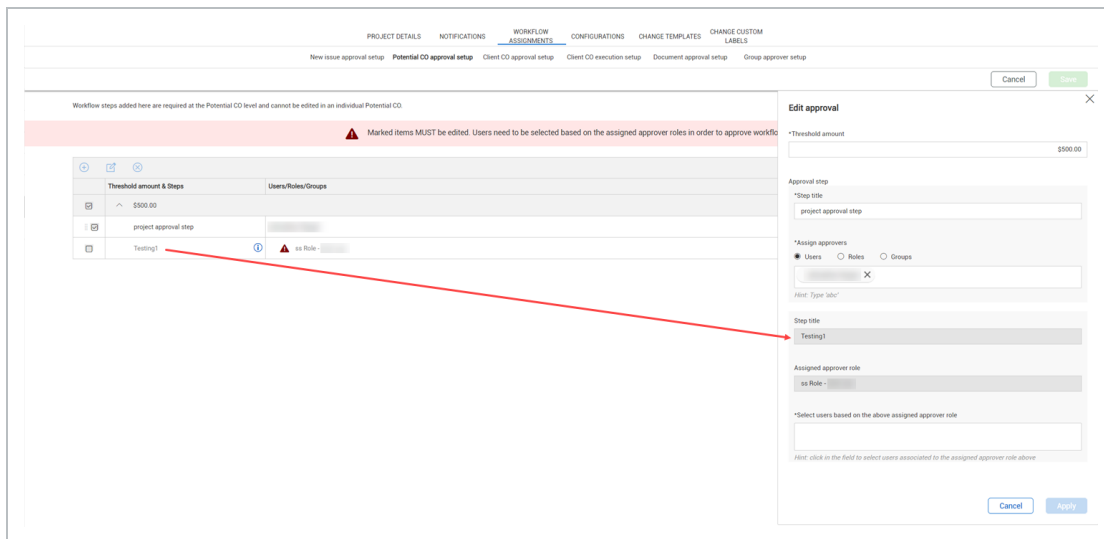 PROJECT DETAILS NOTIFICATIONS WORKFLOW ASSIGNMENTS CONFIGURATIONS CHANGE TEMPLATES CHANGE CUSTOM LABELS
New issue approval setup Potential CO approval setup Client CO approval setup Client CO execution setup Document approval setup Group approver setup
Cancel Save
Workflow steps added here are required at the Potential CO level and cannot be edited in an individual Potential CO.
Marked items MUST be edited. Users need to be selected based on the assigned approver roles in order to approve workflo
Threshold amount & Steps Users/Roles/Groups
$500.00
project approval step
Testing1 ss Role -
Edit approval
*Threshold amount
$500.00
Approval step
*Step title
project approval step
*Assign approvers
Users Roles Groups
Hint: Type 'abc'
Step title
Testing1
Assigned approver role
ss Role -
*Select users based on the above assigned approver role
Hint: click in the field to select users associated to the assigned approver role above
Cancel Apply